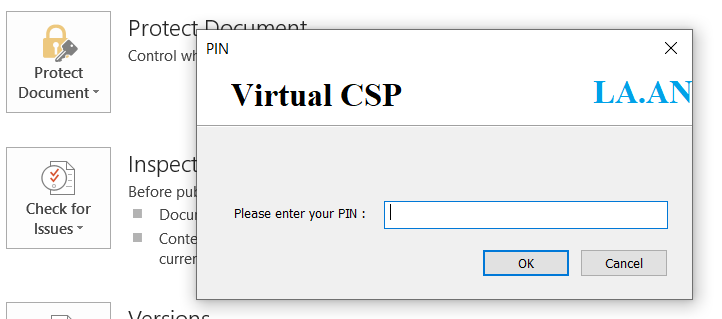 Protect Document
Control wh
Protect
Document
PIN
Virtual CSP
LA.AN
Please enter your PIN :
OK
Cancel
Inspect
Before pub
Docu
Conte
curren
Check for
Issues
Versions